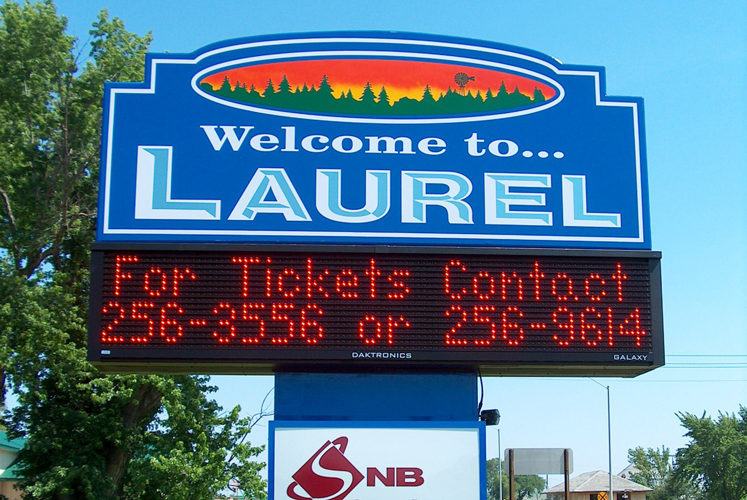 Welcome to...
LAUREL
For Tickets Contact
256-3556 or 256-9614
DAKTRONICS
GALAXY
SNB